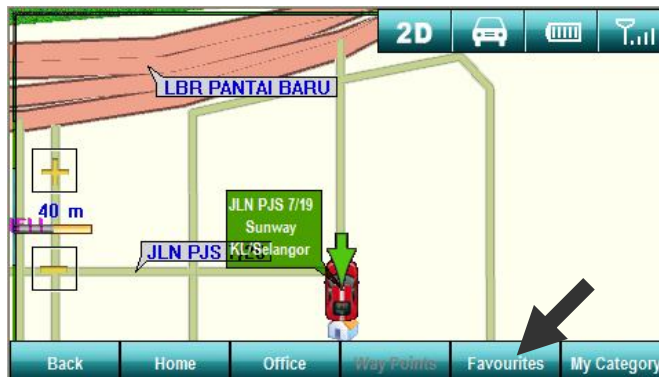 2D
LBR PANTAI BARU
40 m
JLN PJS 7/19
Sunway
KL/Selangor
JLN PJS
Back Home Office Way Points Favourites My Category